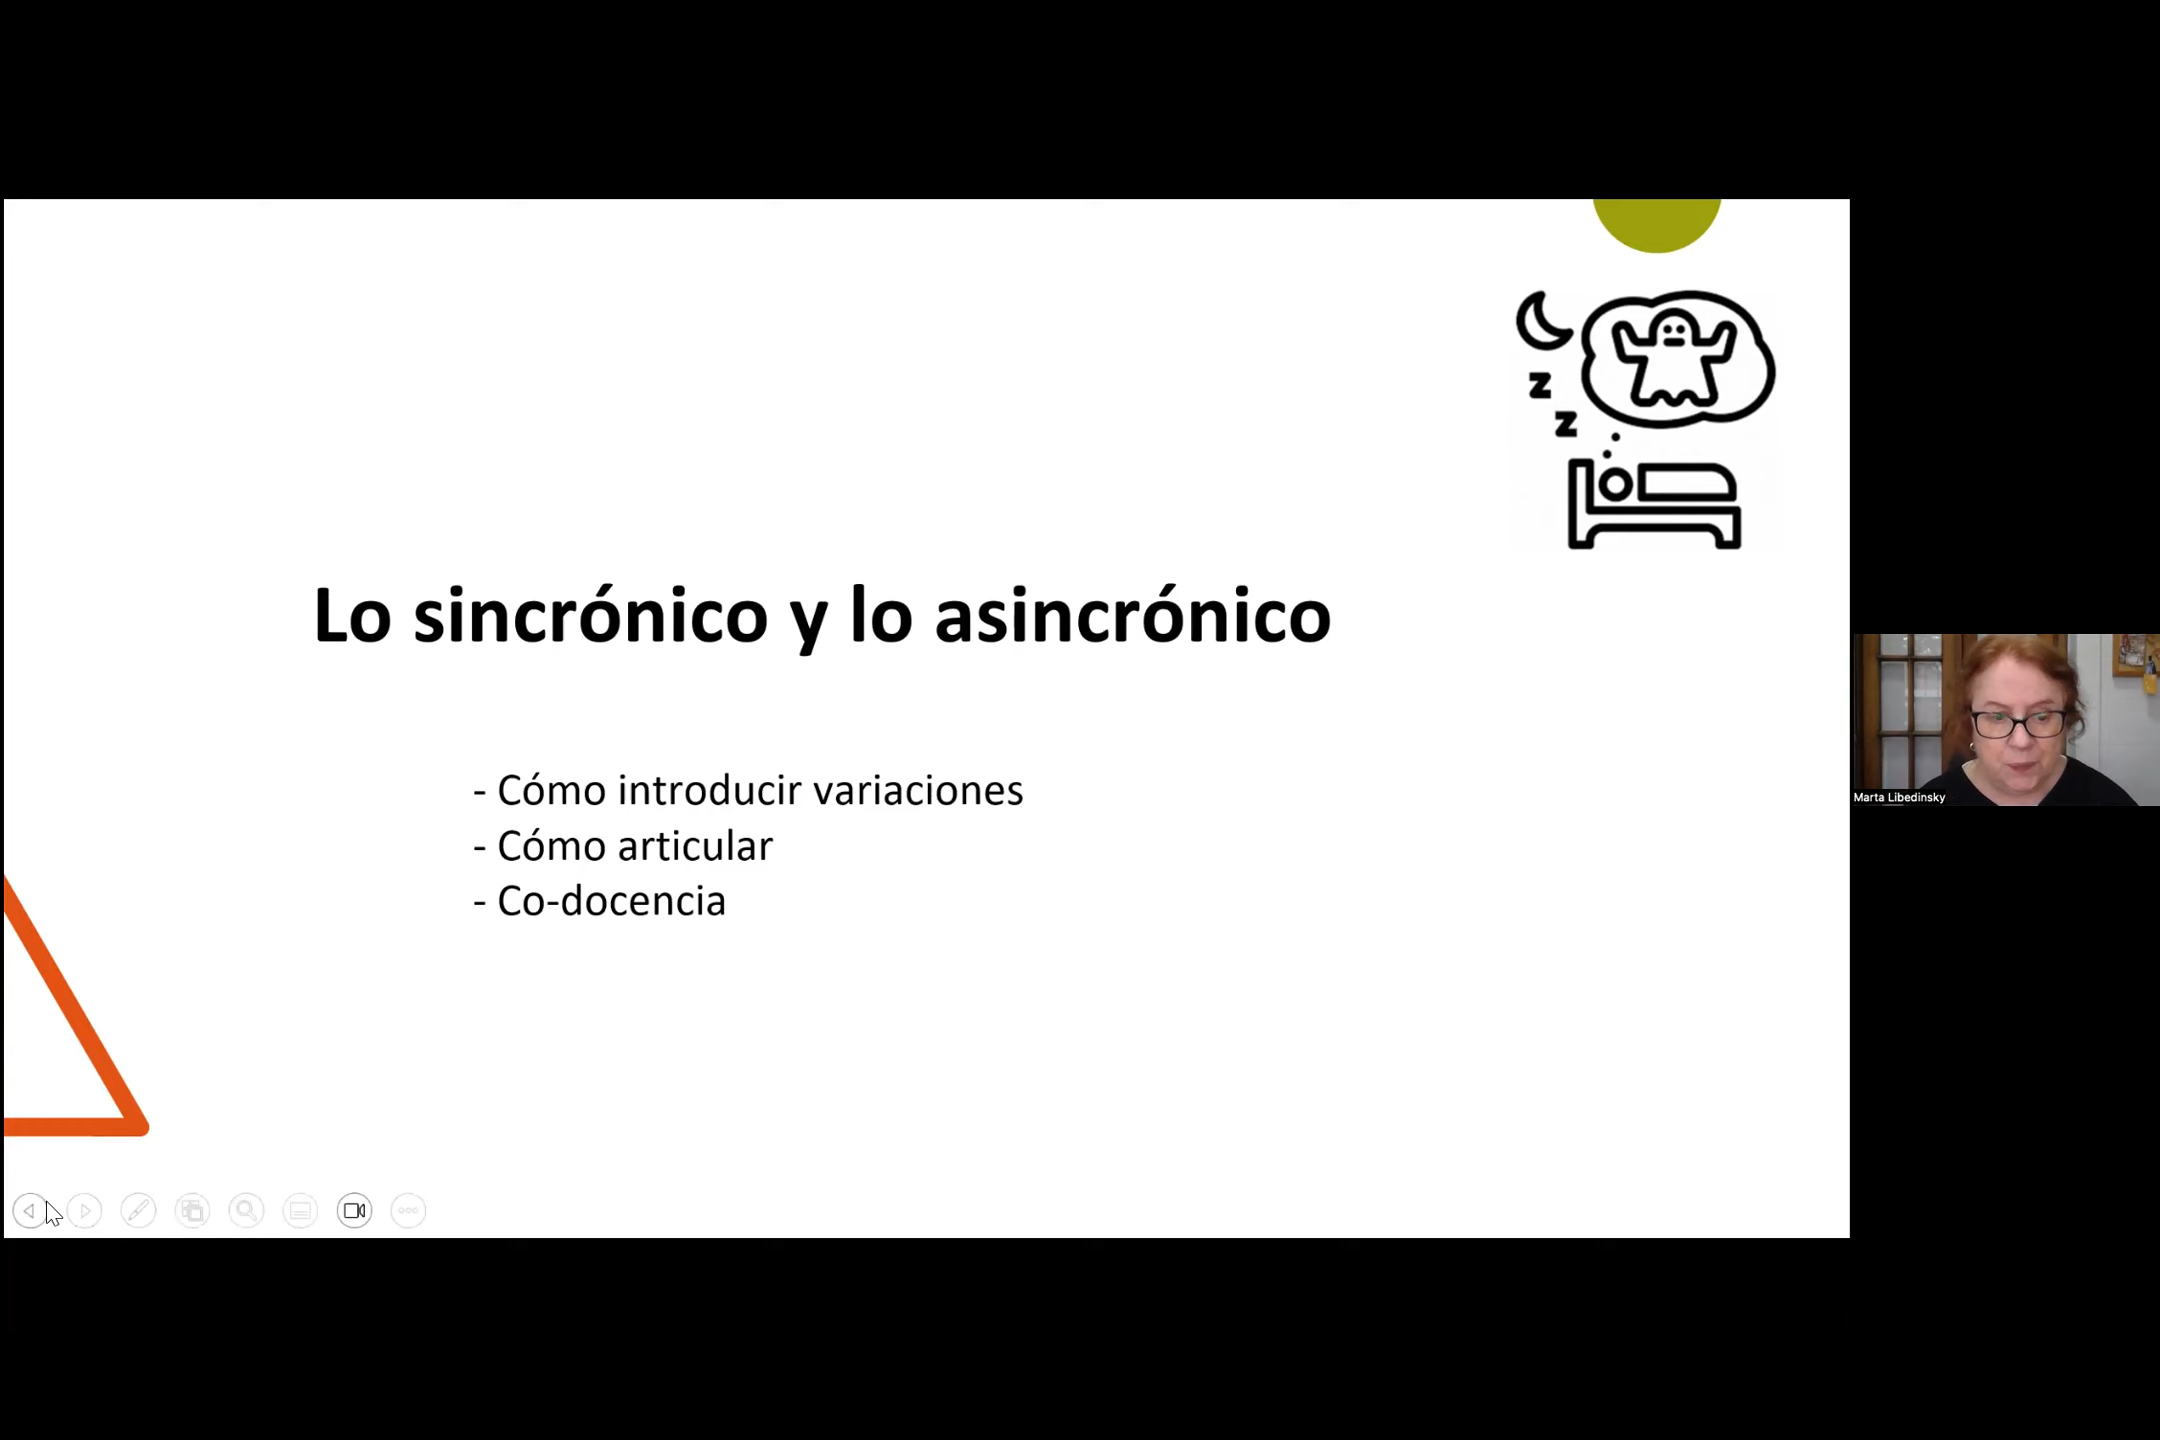 z
z
Lo sincrónico y lo asincrónico
- Cómo introducir variaciones
- Cómo articular
- Co-docencia
Marta Libedinsky